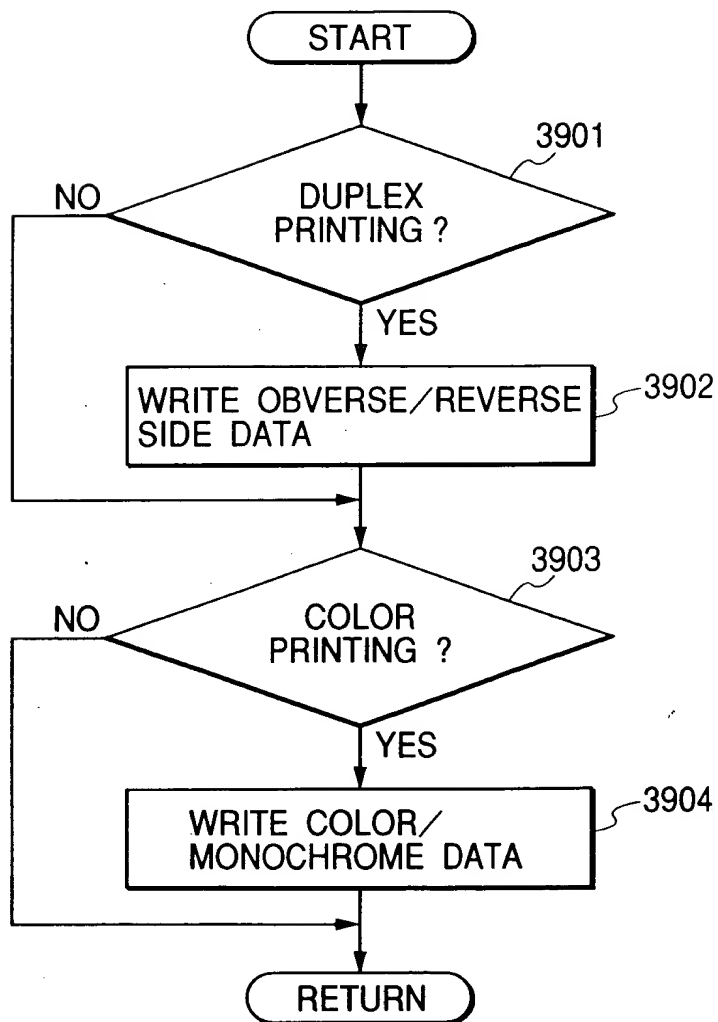 START
3901
NO
DUPLEX
PRINTING ?
YES
WRITE OBVERSE/REVERSE
SIDE DATA
3902
3903
NO
COLOR
PRINTING ?
YES
WRITE COLOR/
MONOCHROME DATA
3904
RETURN